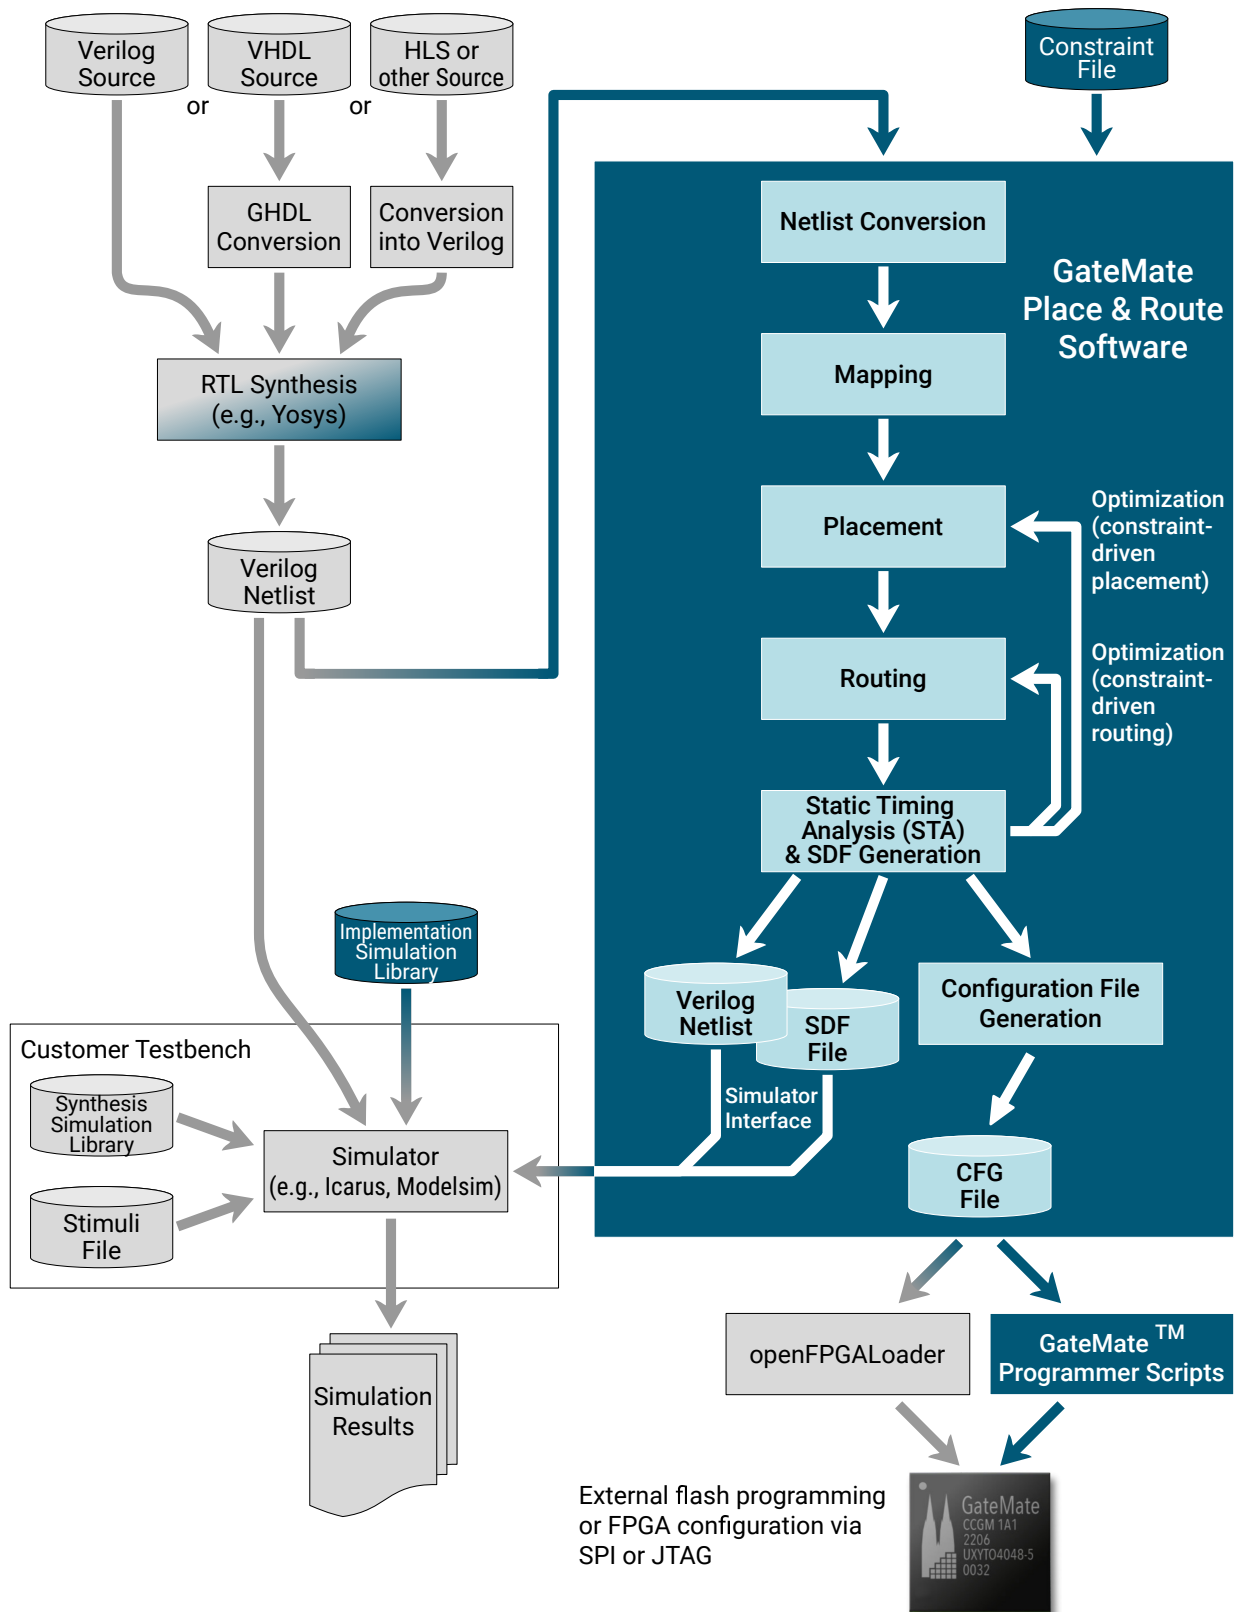 Verilog
Source
or
VHDL
Source
or
HLS or
other Source
Constraint
File
GHDL
Conversion
Conversion
into Verilog
RTL Synthesis
(e.g., Yosys)
Verilog
Netlist
GateMate
Place & Route
Software
Netlist Conversion
Mapping
Placement
Optimization
(constraint-
driven
placement)
Routing
Optimization
(constraint-
driven
routing)
Static Timing
Analysis (STA)
& SDF Generation
Verilog
Netlist
SDF
File
Configuration File
Generation
Simulator
Interface
CFG
File
Implementation
Simulation
Library
Customer Testbench
Synthesis
Simulation
Library
Stimuli
File
Simulator
(e.g., Icarus, Modelsim)
Simulation
Results
openFPGALoader
GateMate TM
Programmer Scripts
External flash programming
or FPGA configuration via
SPI or JTAG
GateMate
CCGM 1A1
2206
UXYTO4048-5
0032